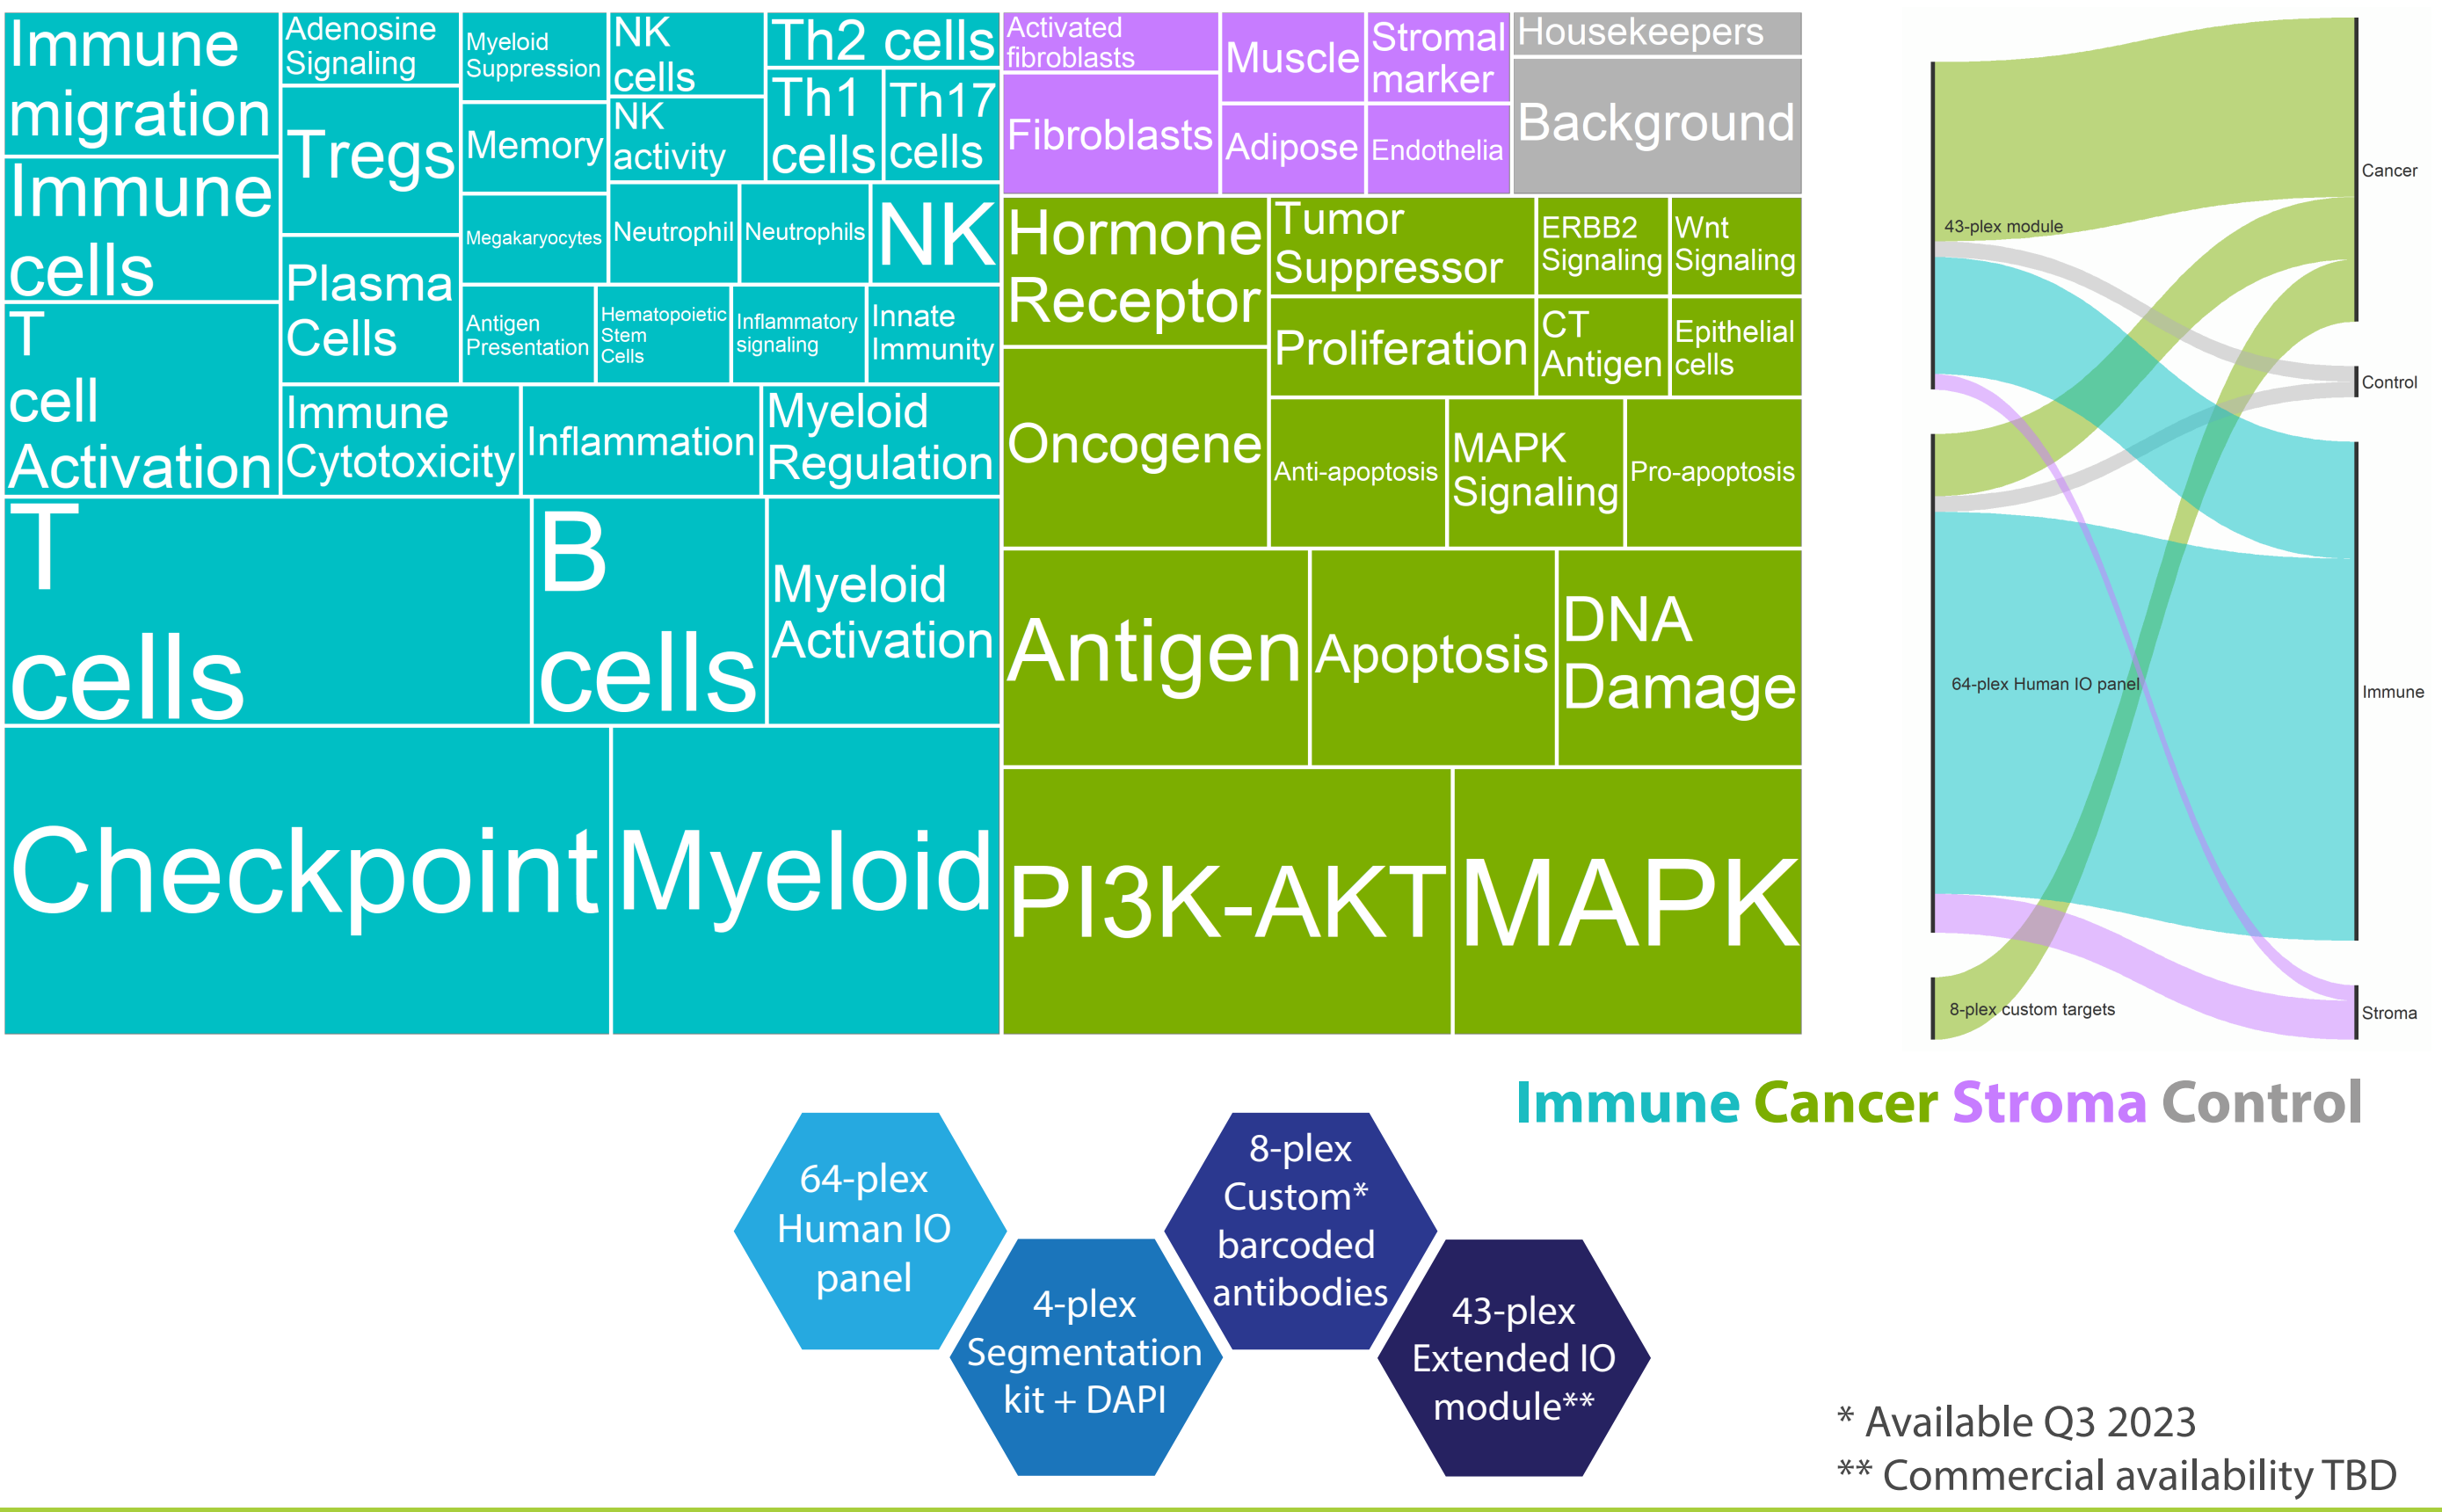 Immune
migration
Adenosine
Signaling
Myeloid
Suppression
NK
cells
Th2 cells
Tregs
Memory
NK
activity
Th1
cells
Th17
cells
Immune
cells
Plasma
Cells
Megakaryocytes
Neutrophil
Neutrophils
NK
T
cell
Activation
Antigen
Presentation
Hematopoietic
Stem
Cells
Inflammatory
signaling
Innate
Immunity
Immune
Cytotoxicity
Inflammation
Myeloid
Regulation
T
cells
B
cells
Myeloid
Activation
Checkpoint
Myeloid
Activated
fibroblasts
Muscle
Stromal
marker
Housekeepers
Fibroblasts
Adipose
Endothelia
Background
Hormone
Receptor
Tumor
Suppressor
ERBB2
Signaling
Wnt
Signaling
Proliferation
CT
Antigen
Epithelial
cells
Oncogene
Anti-apoptosis
MAPK
Signaling
Pro-apoptosis
Antigen
Apoptosis
DNA
Damage
PI3K-AKT
MAPK
43-plex module
64-plex Human IO panel
8-plex custom targets
Cancer
Control
Immune
Stroma
Immune Cancer Stroma Control
64-plex
Human IO
panel
4-plex
Segmentation
kit + DAPI
8-plex
Custom*
barcoded
antibodies
43-plex
Extended IO
module**
* Available Q3 2023
** Commercial availability TBD